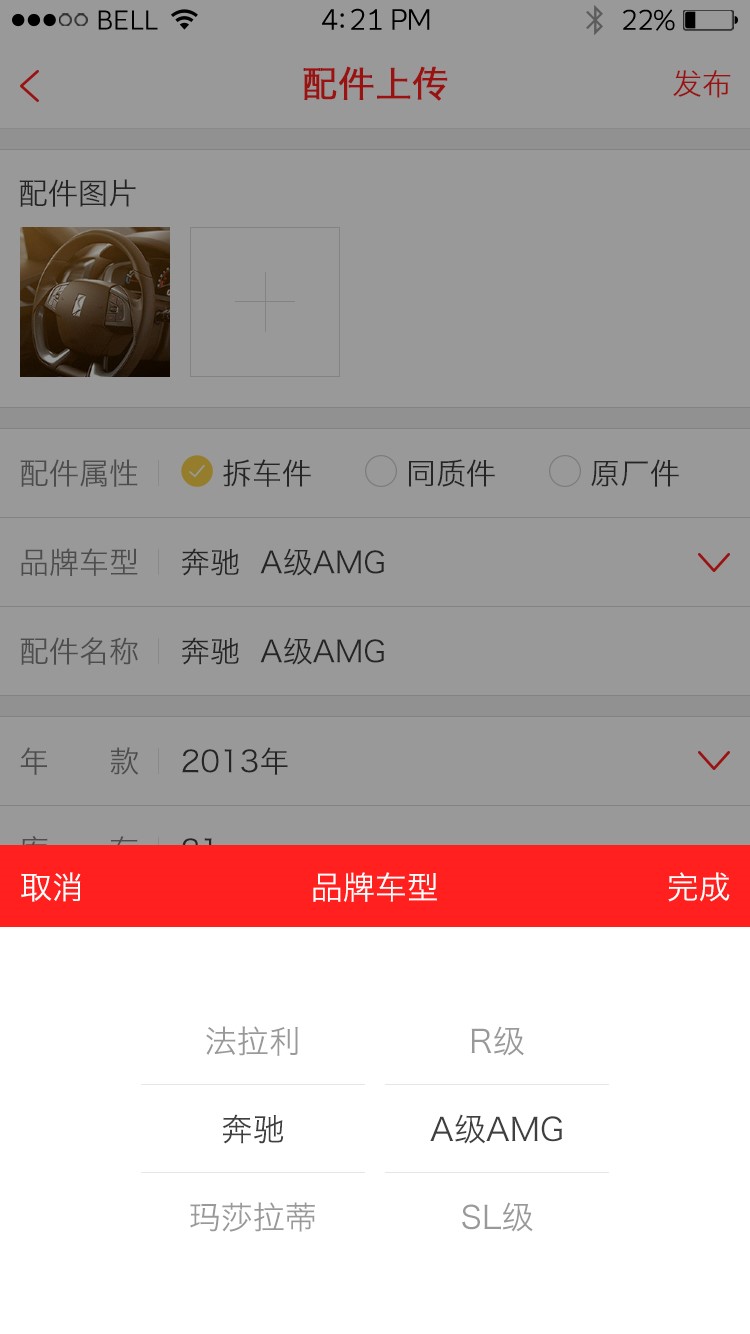 BELL 4:21 PM 22%
配件上传 发布
配件图片
配件属性 拆车件 同质件 原厂件
品牌车型 奔驰 A级AMG
配件名称 奔驰 A级AMG
年 款 2013年
取消 品牌车型 完成
法拉利 R级
奔驰 A级AMG
玛莎拉蒂 SL级